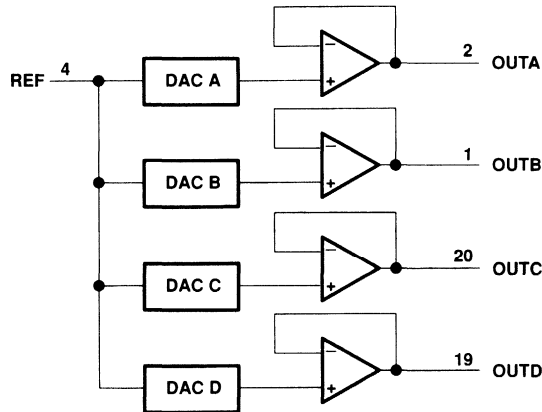 2 OUTA
REF 4
DAC A
− +
1 OUTB
DAC B
− +
20 OUTC
DAC C
− +
19 OUTD
DAC D
− +